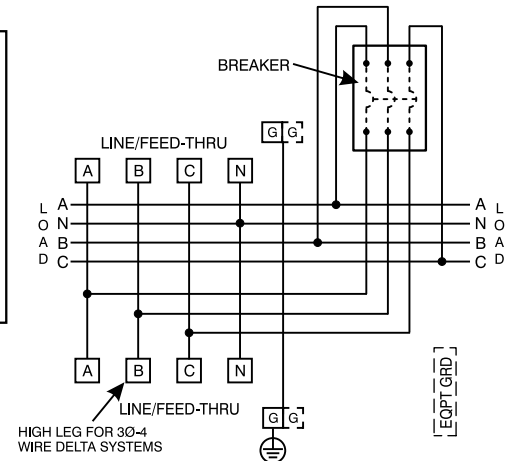 BREAKER
G G
LINE/FEED-THRU
A B C N
L O A D
A
N
B
C
A
N
B
C
L O A D
A B C N
LINE/FEED-THRU
HIGH LEG FOR 3Ø-4
WIRE DELTA SYSTEMS
G G
EQPT GRD